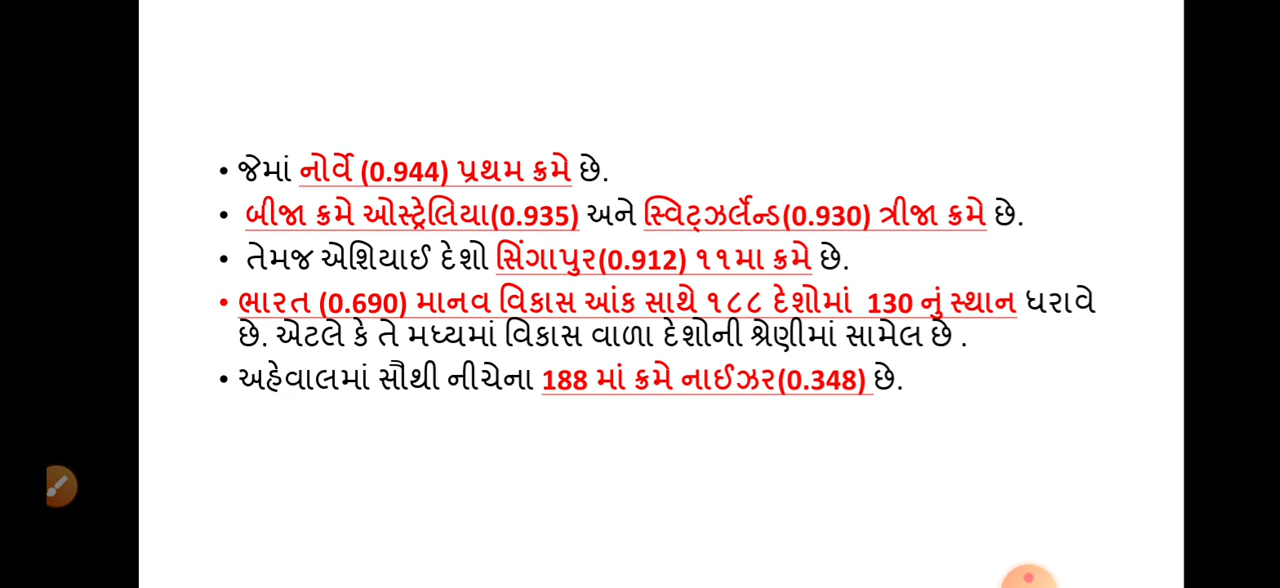 • જેમાં નોર્વે (0.944) પ્રથમ ક્રમે છે.
• બીજા ક્રમે ઓસ્ટ્રેલિયા(0.935) અને સ્વિટ્ઝર્લૅન્ડ(0.930) ત્રીજા ક્રમે છે.
• તેમજ એશિયાઈ દેશો સિંગાપુર(0.912) ૧૧મા ક્રમે છે.
• ભારત (0.690) માનવ વિકાસ આંક સાથે ૧૮૮ દેશોમાં 130 નું સ્થાન ધરાવે
છે. એટલે કે તે મધ્યમાં વિકાસ વાળા દેશોની શ્રેણીમાં સામેલ છે .
• અહેવાલમાં સૌથી નીચેના 188 માં ક્રમે નાઈઝર(0.348) છે.